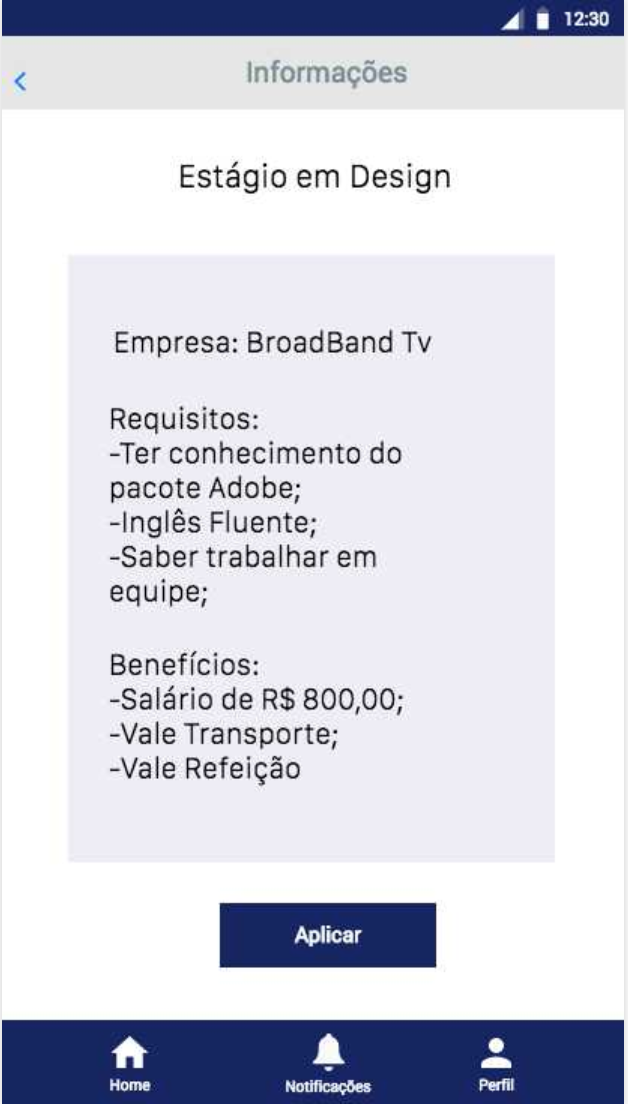 12:30
Informações
Estágio em Design
Empresa: BroadBand Tv
Requisitos:
-Ter conhecimento do
pacote Adobe;
-Inglês Fluente;
-Saber trabalhar em
equipe;
Benefícios:
-Salário de R$ 800,00;
-Vale Transporte;
-Vale Refeição
Aplicar
Home
Notificações
Perfil